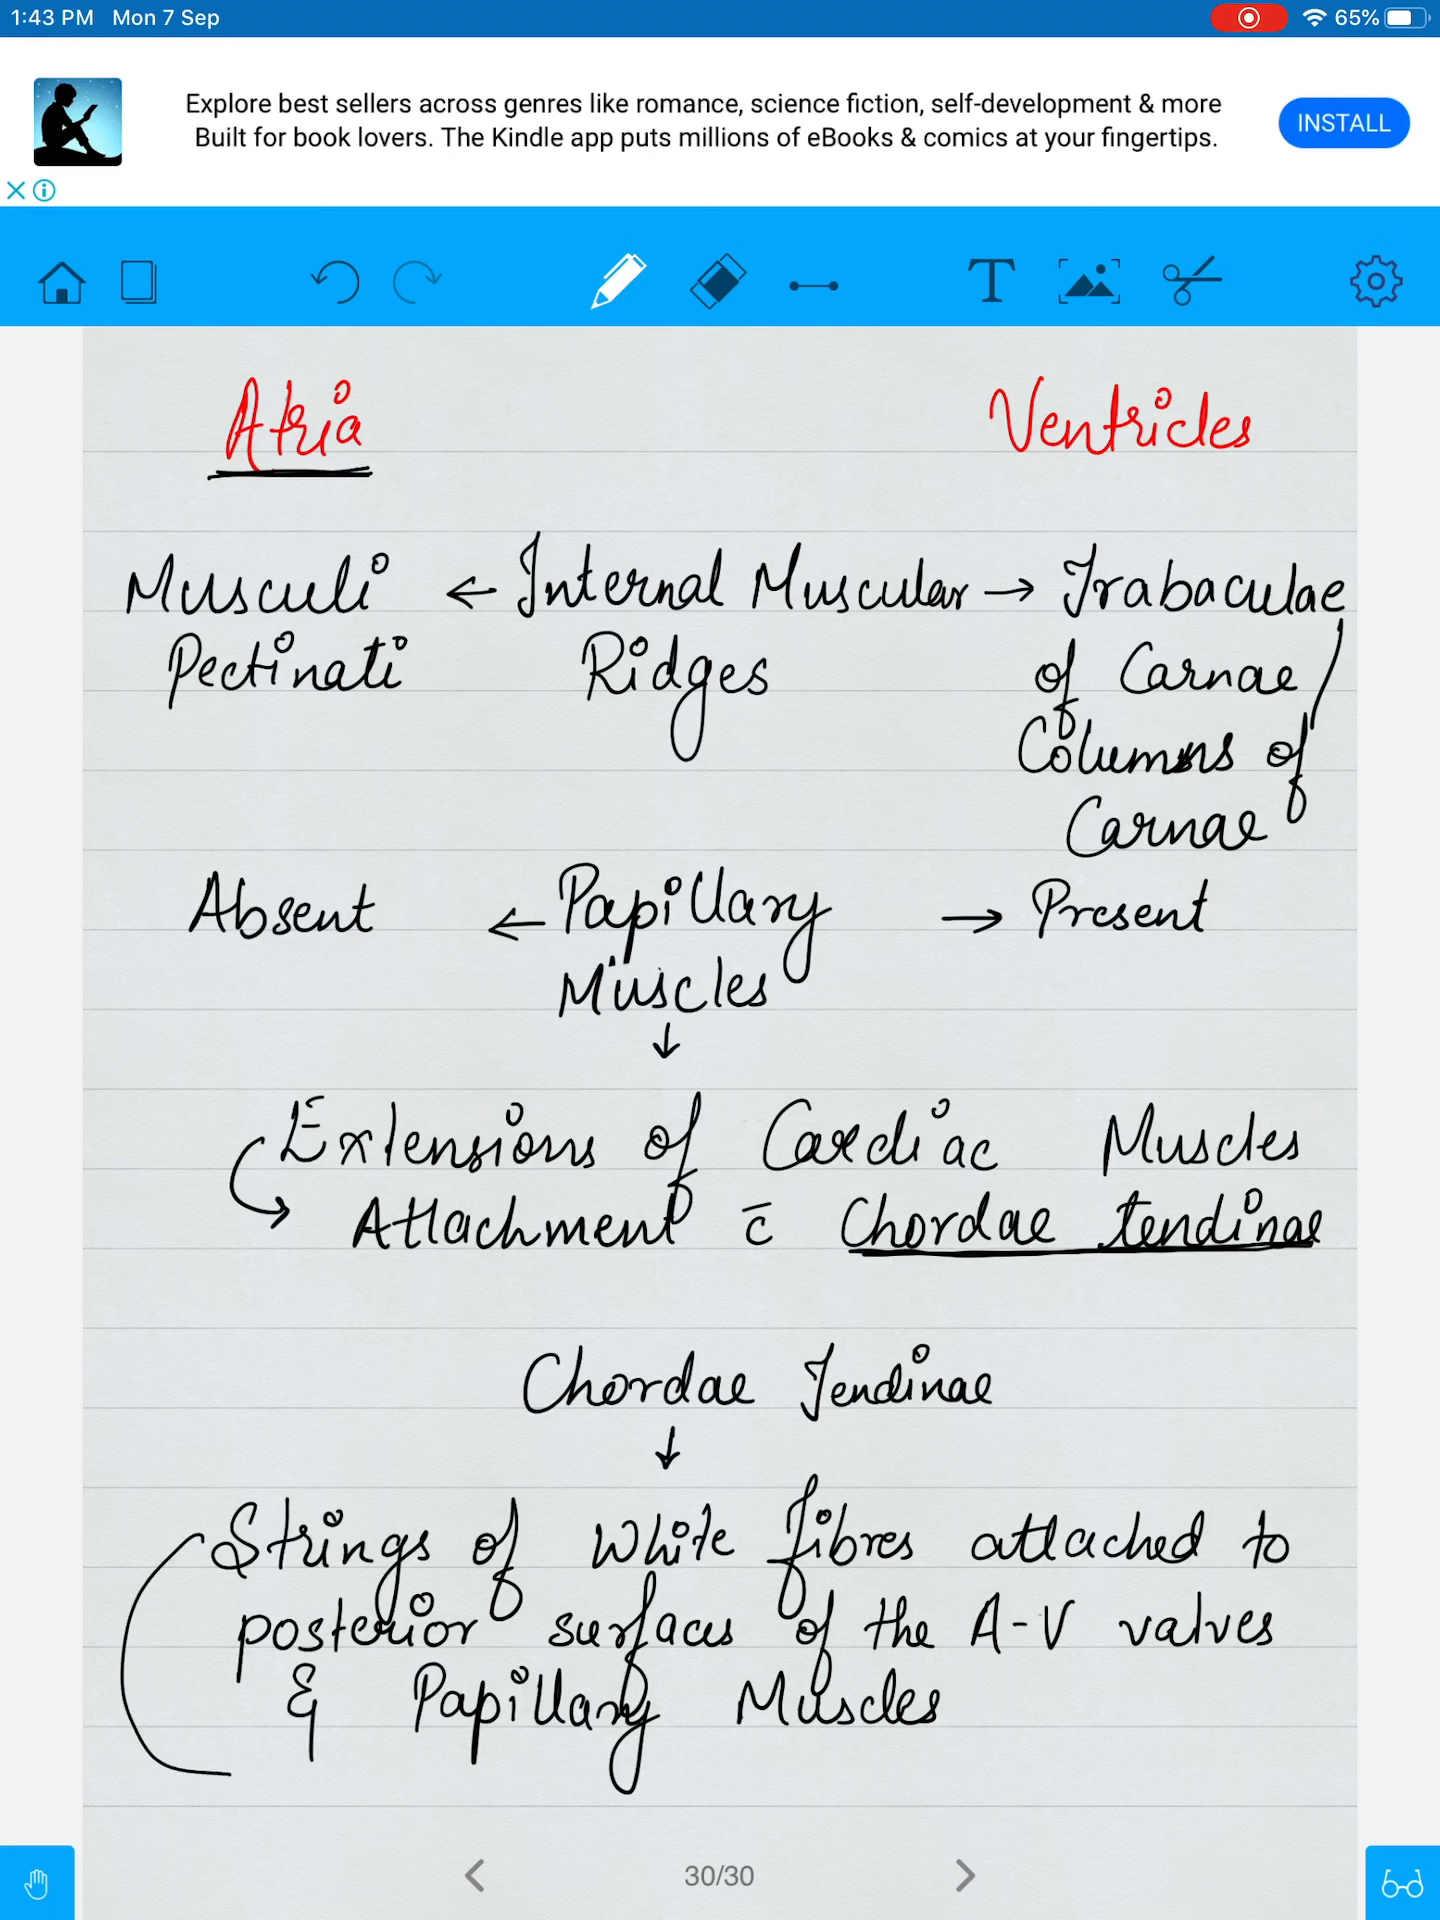 1:43 PM Mon 7 Sep 65%
Explore best sellers across genres like romance, science fiction, self-development & more
Built for book lovers. The Kindle app puts millions of eBooks & comics at your fingertips.
INSTALL
T
Atria Ventricles
Musculi ← Internal Muscular → Trabaculae
Pectinati Ridges of Carnae /
Columns of
Carnae
Absent ← Papillary → Present
Muscles
↓
Extensions of Cardiac Muscles
→ Attachment c̄ Chordae tendinae
Chordae Tendinae
↓
Strings of White fibres attached to
posterior surfaces of the A-V valves
& Papillary Muscles
30/30